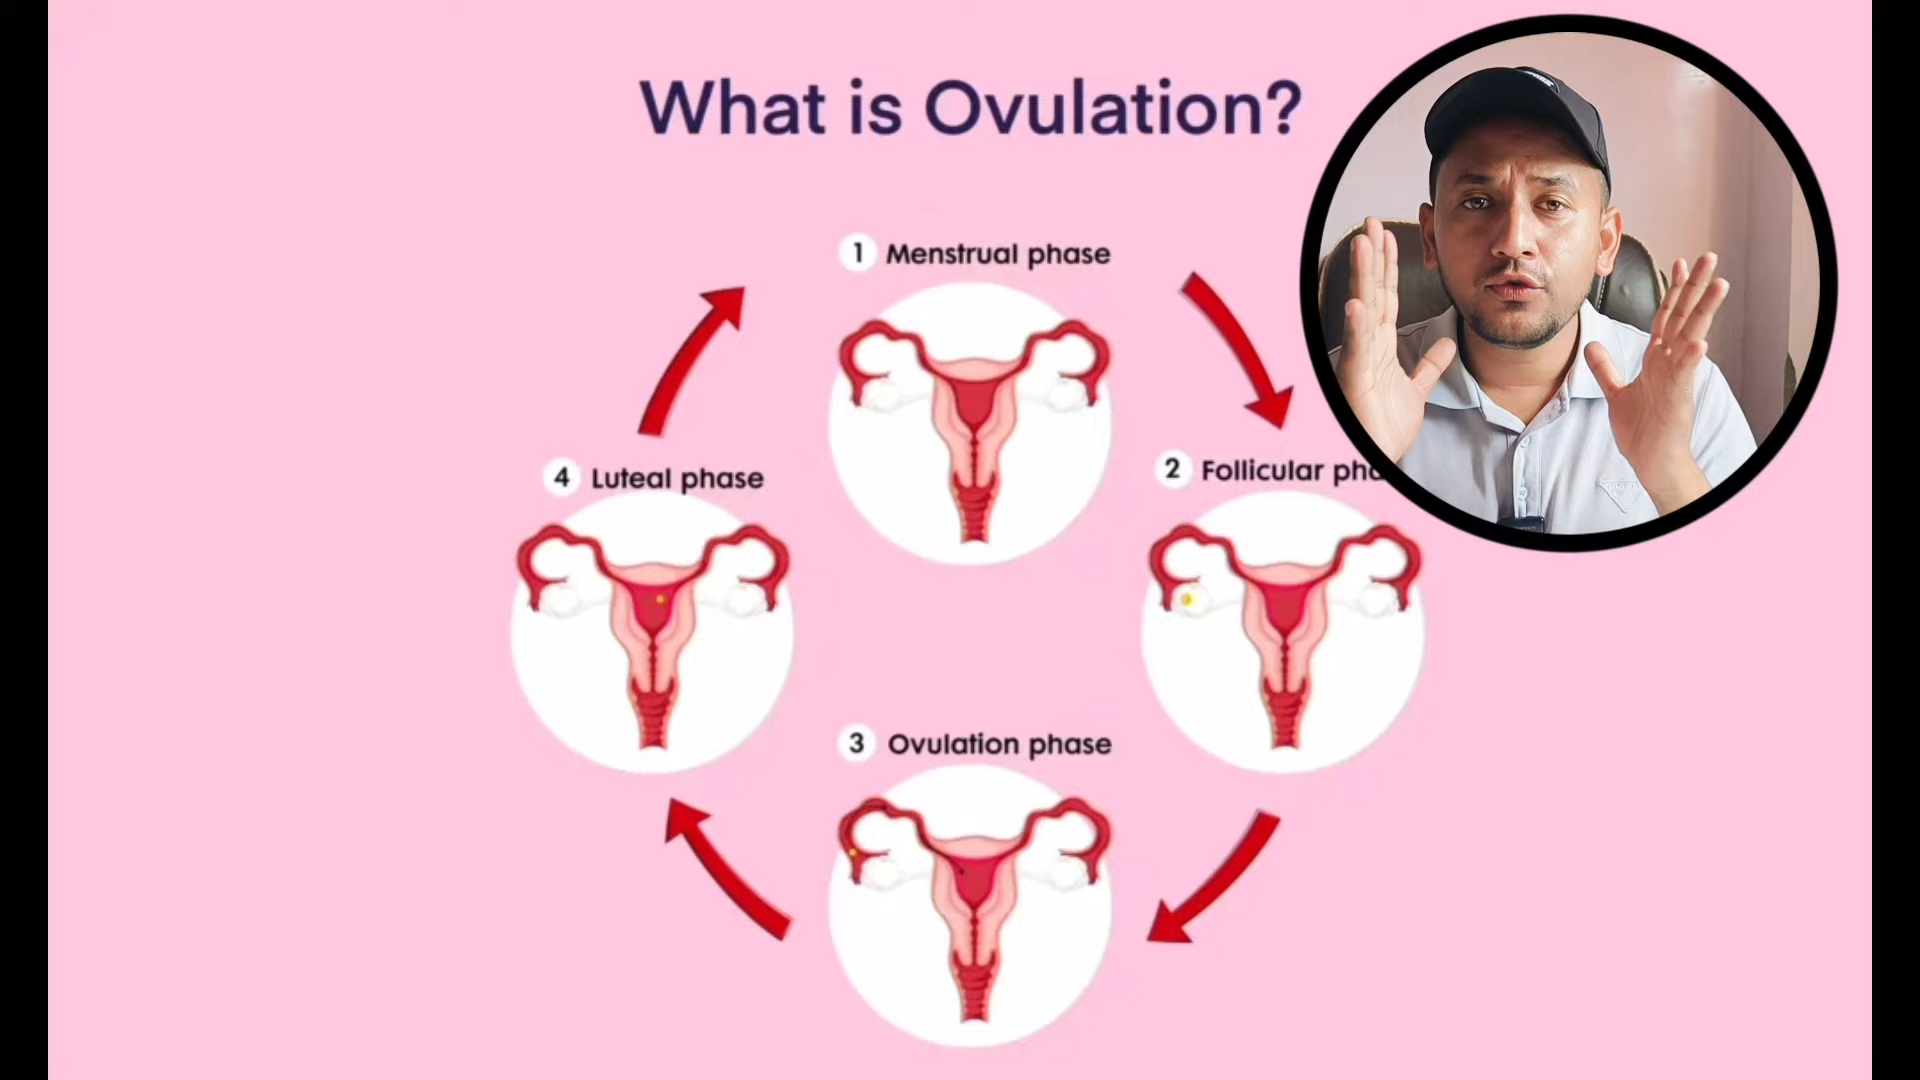 What is Ovulation?
1 Menstrual phase
2 Follicular
4 Luteal phase
3 Ovulation phase